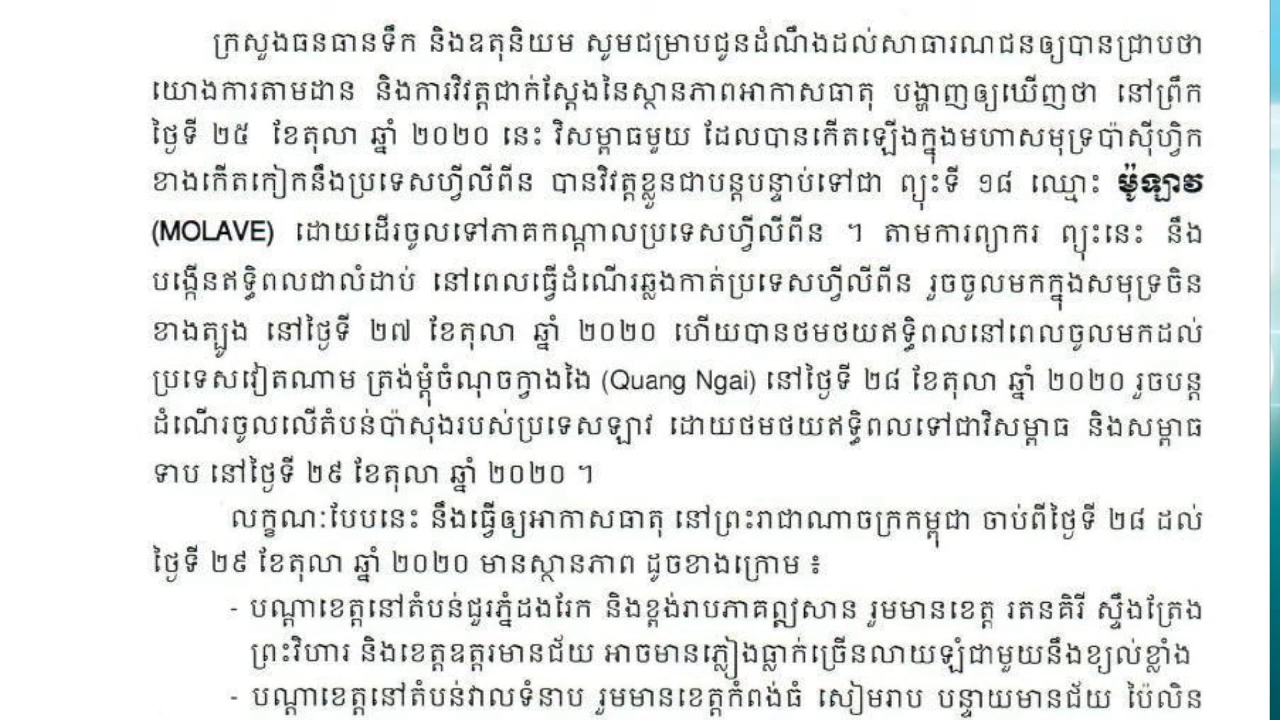 ក្រសួងធនធានទឹក និងឧតុនិយម សូមជម្រាបជូនដំណឹងដល់សាធារណជនឲ្យបានជ្រាបថា
យោងការតាមដាន និងការវិវត្តជាក់ស្តែងនៃស្ថានភាពអាកាសធាតុ បង្ហាញឲ្យឃើញថា នៅព្រឹក
ថ្ងៃទី ២៥ ខែតុលា ឆ្នាំ ២០២០ នេះ វិសម្ពាធមួយ ដែលបានកើតឡើងក្នុងមហាសមុទ្រប៉ាស៊ីហ្វិក
ខាងកើតកៀកនឹងប្រទេសហ្វីលីពីន បានវិវត្តខ្លួនជាបន្តបន្ទាប់ទៅជា ព្យុះទី ១៨ ឈ្មោះ ម៉ូឡាវ
(MOLAVE) ដោយដើរចូលទៅភាគកណ្តាលប្រទេសហ្វីលីពីន ។ តាមការព្យាករ ព្យុះនេះ នឹង
បង្កើនឥទ្ធិពលជាលំដាប់ នៅពេលធ្វើដំណើរឆ្លងកាត់ប្រទេសហ្វីលីពីន រួចចូលមកក្នុងសមុទ្រចិន
ខាងត្បូង នៅថ្ងៃទី ២៧ ខែតុលា ឆ្នាំ ២០២០ ហើយបានថមថយឥទ្ធិពលនៅពេលចូលមកដល់
ប្រទេសវៀតណាម ត្រង់ម្តុំចំណុចក្វាងង៉ៃ (Quang Ngai) នៅថ្ងៃទី ២៨ ខែតុលា ឆ្នាំ ២០២០ រួចបន្ត
ដំណើរចូលលើតំបន់ប៉ាសុងរបស់ប្រទេសឡាវ ដោយថមថយឥទ្ធិពលទៅជាវិសម្ពាធ និងសម្ពាធ
ទាប នៅថ្ងៃទី ២៩ ខែតុលា ឆ្នាំ ២០២០ ។
លក្ខណៈបែបនេះ នឹងធ្វើឲ្យអាកាសធាតុ នៅព្រះរាជាណាចក្រកម្ពុជា ចាប់ពីថ្ងៃទី ២៨ ដល់
ថ្ងៃទី ២៩ ខែតុលា ឆ្នាំ ២០២០ មានស្ថានភាព ដូចខាងក្រោម ៖
- បណ្តាខេត្តនៅតំបន់ជួរភ្នំដងរែក និងខ្ពង់រាបភាគឦសាន រួមមានខេត្ត រតនគិរី ស្ទឹងត្រែង
ព្រះវិហារ និងខេត្តឧត្តរមានជ័យ អាចមានភ្លៀងធ្លាក់ច្រើនលាយឡំជាមួយនឹងខ្យល់ខ្លាំង
- បណ្តាខេត្តនៅតំបន់វាលទំនាប រួមមានខេត្តកំពង់ធំ សៀមរាប បន្ទាយមានជ័យ ប៉ៃលិន